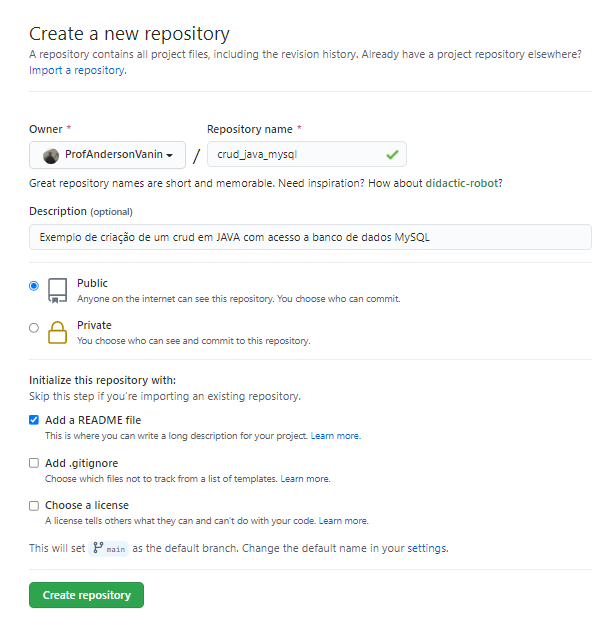 Create a new repository
A repository contains all project files, including the revision history. Already have a project repository elsewhere?
Import a repository.
Owner *
Repository name *
ProfAndersonVanin
/
crud_java_mysql
Great repository names are short and memorable. Need inspiration? How about didactic-robot?
Description (optional)
Exemplo de criação de um crud em JAVA com acesso a banco de dados MySQL
Public
Anyone on the internet can see this repository. You choose who can commit.
Private
You choose who can see and commit to this repository.
Initialize this repository with:
Skip this step if you're importing an existing repository.
Add a README file
This is where you can write a long description for your project. Learn more.
Add .gitignore
Choose which files not to track from a list of templates. Learn more.
Choose a license
A license tells others what they can and can't do with your code. Learn more.
This will set main as the default branch. Change the default name in your settings.
Create repository